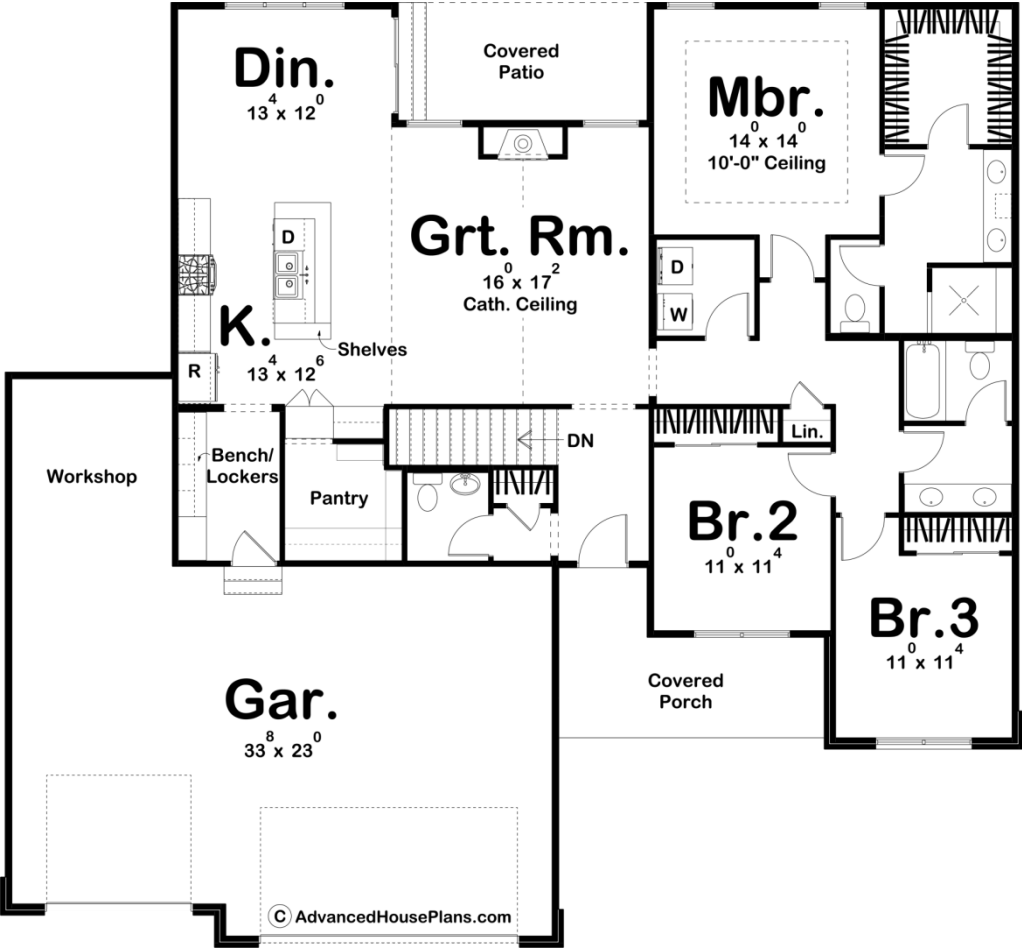 Din.
13⁴ x 12⁰
Covered
Patio
Mbr.
14⁰ x 14⁰
10'-0" Ceiling
D
Grt. Rm.
16⁰ x 17²
Cath. Ceiling
D
W
K.
13⁴ x 12⁶
Shelves
R
Workshop
Bench/
Lockers
Pantry
DN
Lin.
Br.2
11⁰ x 11⁴
Br.3
11⁰ x 11⁴
Covered
Porch
Gar.
33⁸ x 23⁰
© AdvancedHousePlans.com